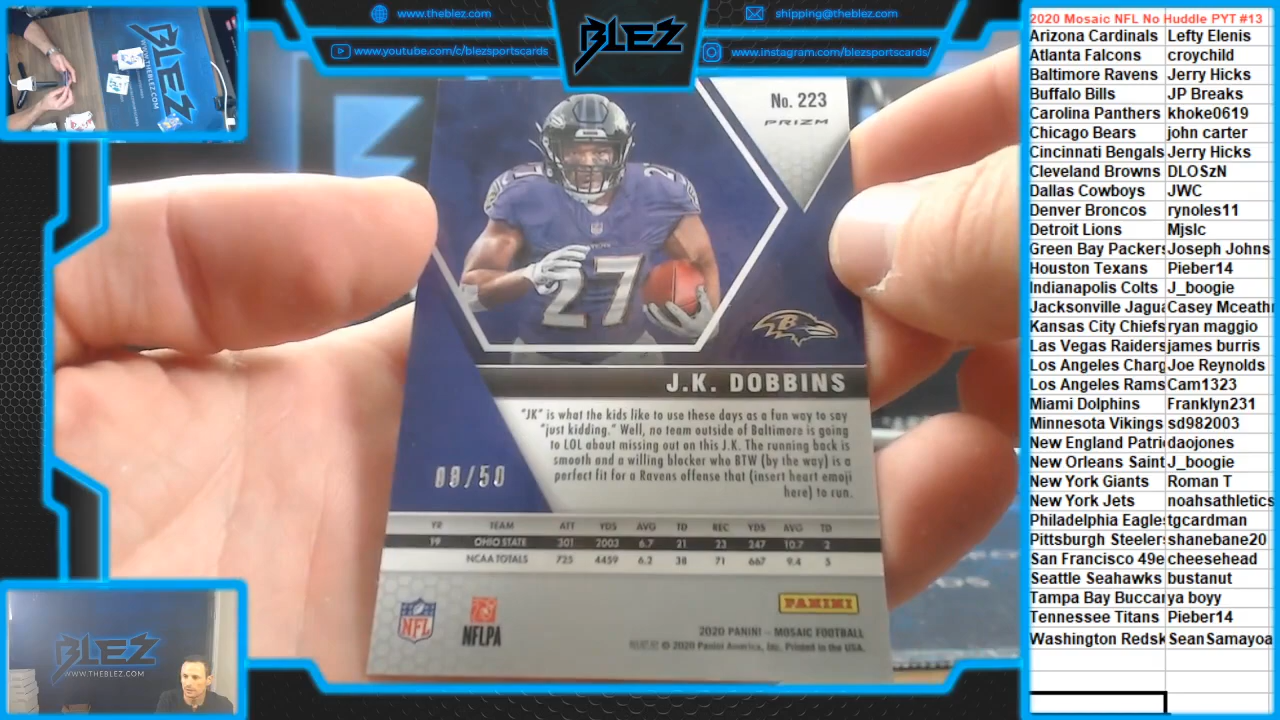 www.theblez.com
www.youtube.com/c/blezsportscards
BLEZ
shipping@theblez.com
www.instagram.com/blezsportscards/
BLEZ
WWW.THEBLEZ.COM
No. 223
PRIZM
27
J.K. DOBBINS
"JK" is what the kids like to use these days as a fun way to say
"just kidding." Well, no team outside of Baltimore is going
to LOL about missing out on this J.K. The running back is
smooth and a willing blocker who BTW (by the way) is a
perfect fit for a Ravens offense that (insert heart emoji
here) to run.
09/50
YR TEAM ATT YDS AVG TD REC YDS AVG TD
19 OHIO STATE 301 2003 6.7 21 23 247 10.7 2
NCAA TOTALS 725 4459 6.2 38 71 667 9.4 5
NFL
NFLPA
PANINI
2020 PANINI – MOSAIC FOOTBALL
© 2020 Panini America, Inc. Printed in the USA.
BLEZ
WWW.THEBLEZ.COM
2020 Mosaic NFL No Huddle PYT #13
Arizona Cardinals Lefty Elenis
Atlanta Falcons croychild
Baltimore Ravens Jerry Hicks
Buffalo Bills JP Breaks
Carolina Panthers khoke0619
Chicago Bears john carter
Cincinnati Bengals Jerry Hicks
Cleveland Browns DLOSzN
Dallas Cowboys JWC
Denver Broncos rynoles11
Detroit Lions Mjslc
Green Bay Packers Joseph Johns
Houston Texans Pieber14
Indianapolis Colts J_boogie
Jacksonville Jagua Casey Mceath
Kansas City Chiefs ryan maggio
Las Vegas Raiders james burris
Los Angeles Charg Joe Reynolds
Los Angeles Rams Cam1323
Miami Dolphins Franklyn231
Minnesota Vikings sd982003
New England Patri daojones
New Orleans Saint J_boogie
New York Giants Roman T
New York Jets noahsathletics
Philadelphia Eagle tgcardman
Pittsburgh Steeler shanebane20
San Francisco 49e cheesehead
Seattle Seahawks bustanut
Tampa Bay Buccar ya boyy
Tennessee Titans Pieber14
Washington Redsk SeanSamayoa